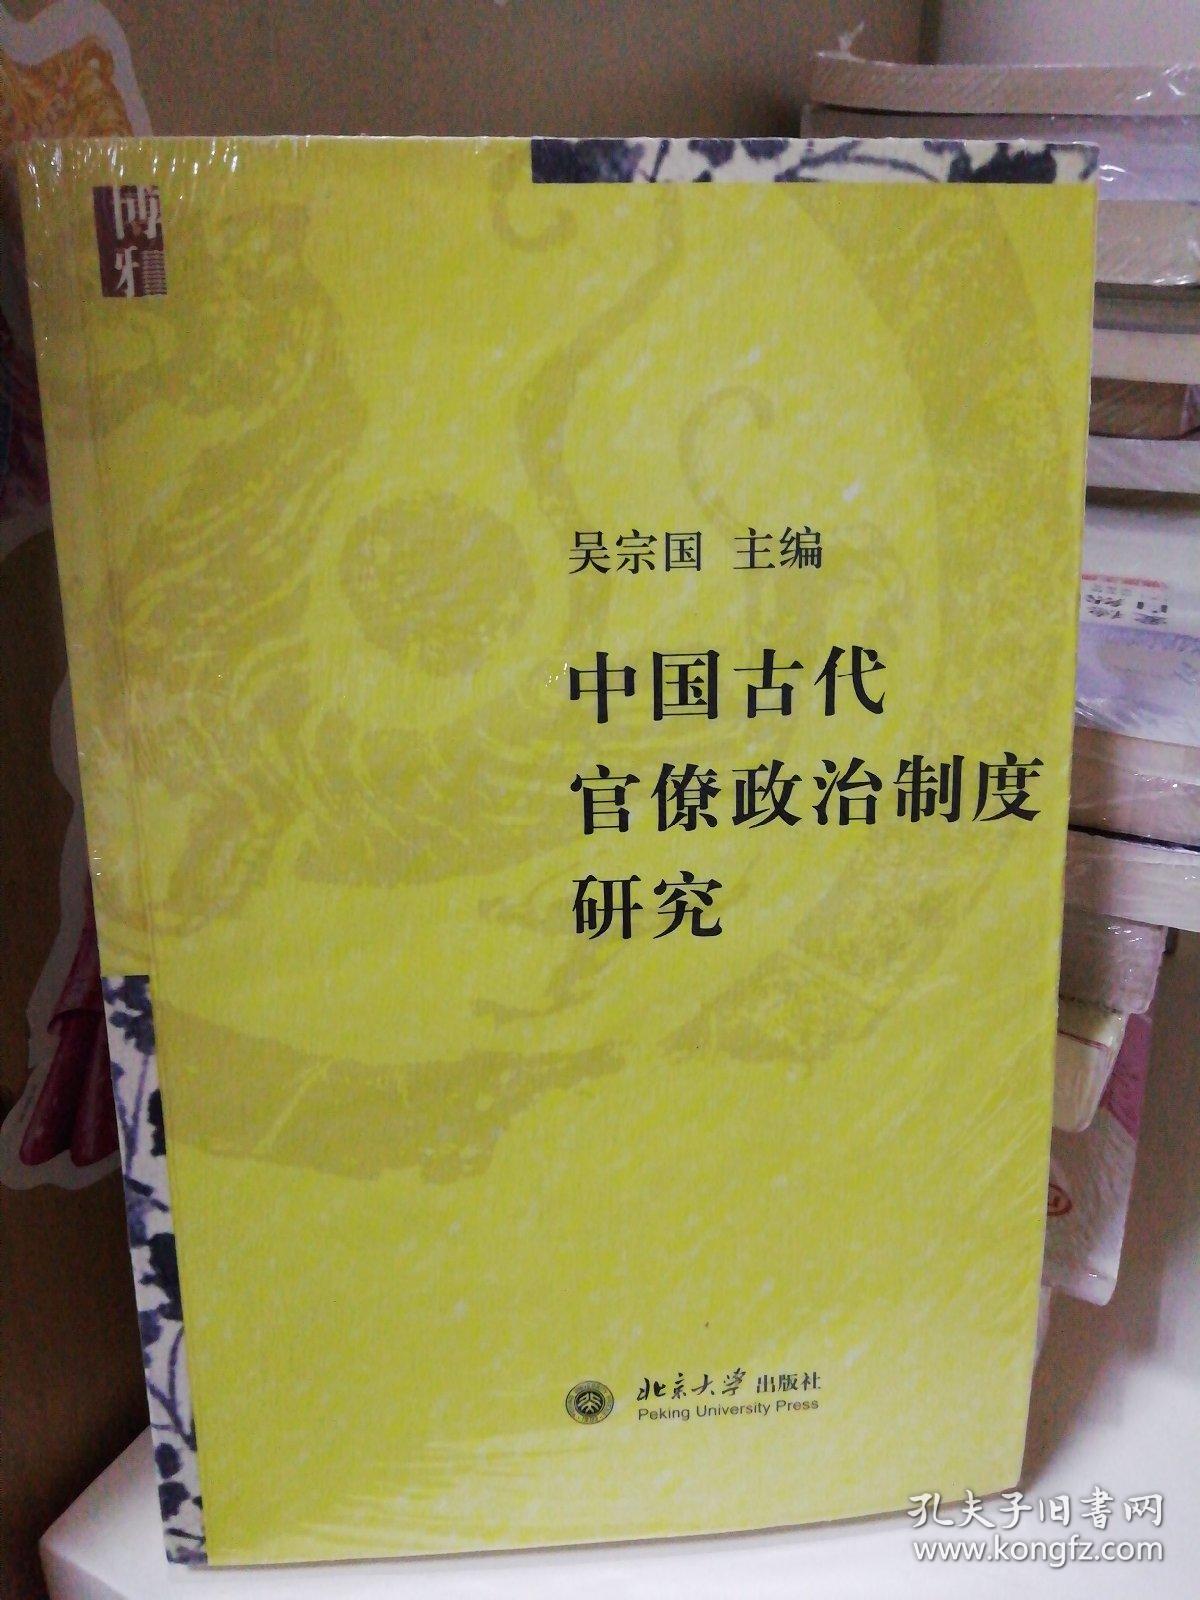 博雅
吴宗国 主编
中国古代
官僚政治制度
研究
北京大学出版社
Peking University Press
孔夫子旧书网
www.kongfz.com